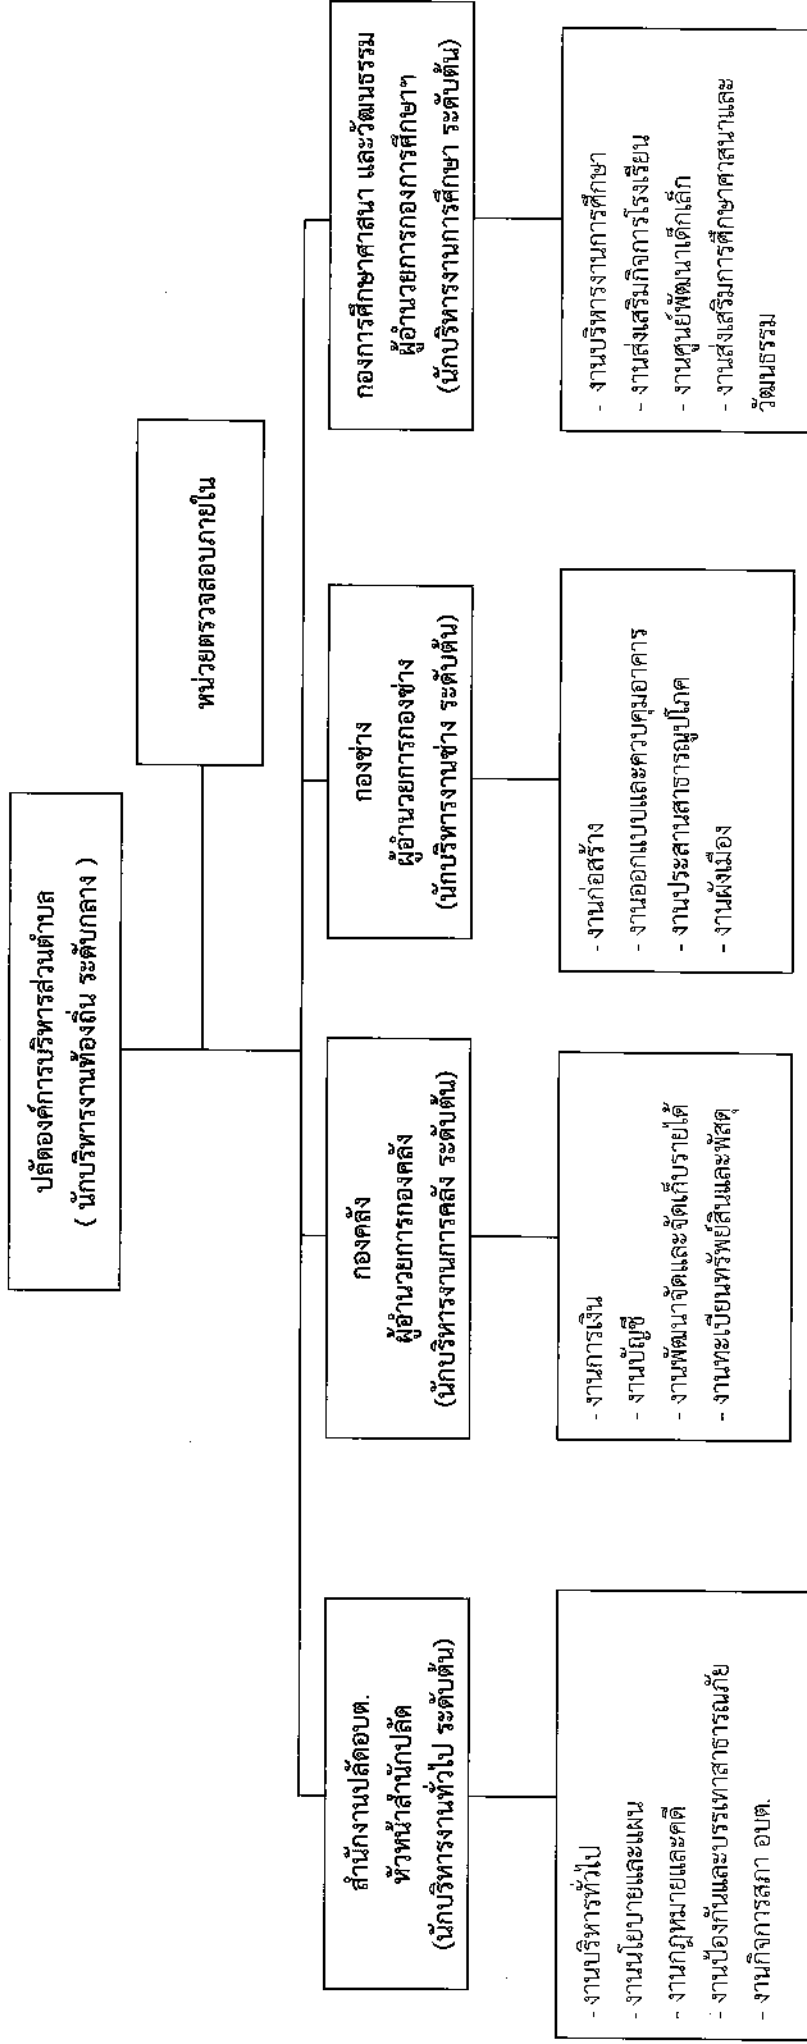 ปลัดองค์การบริหารส่วนตำบล
( นักบริหารงานท้องถิ่น ระดับกลาง )
หน่วยตรวจสอบภายใน
สำนักงานปลัดอบต.
หัวหน้าสำนักปลัด
(นักบริหารงานทั่วไป ระดับต้น)
กองคลัง
ผู้อำนวยการกองคลัง
(นักบริหารงานการคลัง ระดับต้น)
กองช่าง
ผู้อำนวยการกองช่าง
(นักบริหารงานช่าง ระดับต้น)
กองการศึกษาศาสนา และวัฒนธรรม
ผู้อำนวยการกองการศึกษาฯ
(นักบริหารงานการศึกษา ระดับต้น)
- งานบริหารทั่วไป
- งานนโยบายและแผน
- งานกฎหมายและคดี
- งานป้องกันและบรรเทาสาธารณภัย
- งานกิจการสภา อบต.
- งานการเงิน
- งานบัญชี
- งานพัฒนาจัดและจัดเก็บรายได้
- งานทะเบียนทรัพย์สินและพัสดุ
- งานก่อสร้าง
- งานออกแบบและควบคุมอาคาร
- งานประสานสาธารณูปโภค
- งานผังเมือง
- งานบริหารงานการศึกษา
- งานส่งเสริมกิจการโรงเรียน
- งานศูนย์พัฒนาเด็กเล็ก
- งานส่งเสริมการศึกษาศาสนาและ
วัฒนธรรม